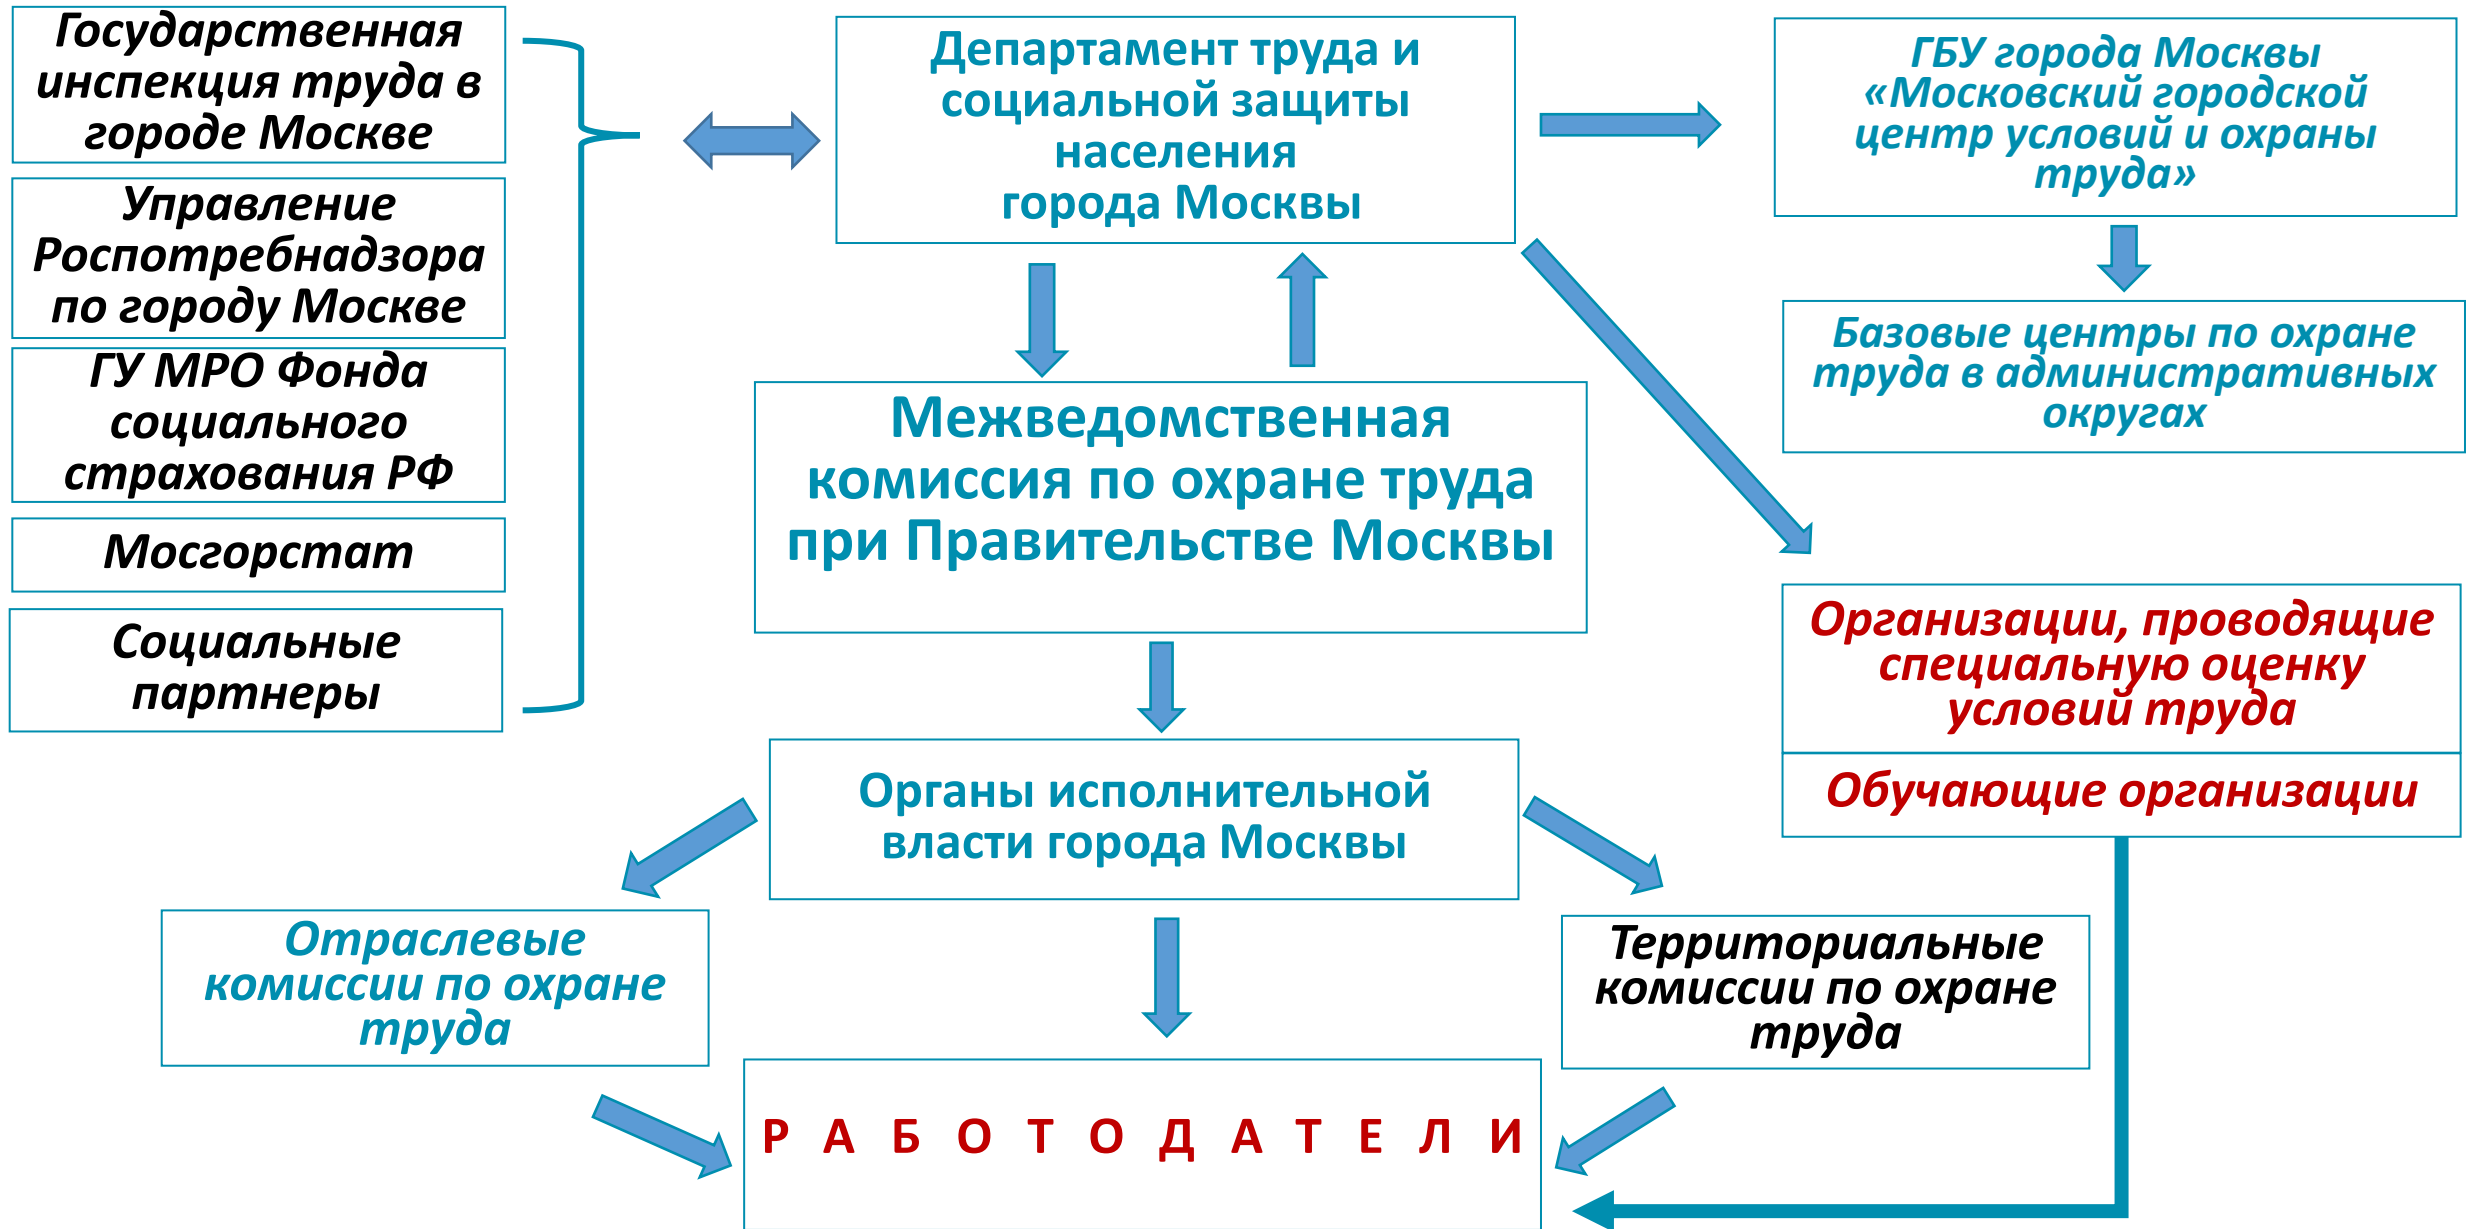 Государственная
инспекция труда в
городе Москве
Управление
Роспотребнадзора
по городу Москве
ГУ МРО Фонда
социального
страхования РФ
Мосгорстат
Социальные
партнеры
Департамент труда и
социальной защиты
населения
города Москвы
ГБУ города Москвы
«Московский городской
центр условий и охраны
труда»
Базовые центры по охране
труда в административных
округах
Межведомственная
комиссия по охране труда
при Правительстве Москвы
Организации, проводящие
специальную оценку
условий труда
Обучающие организации
Органы исполнительной
власти города Москвы
Отраслевые
комиссии по охране
труда
Территориальные
комиссии по охране
труда
Р А Б О Т О Д А Т Е Л И